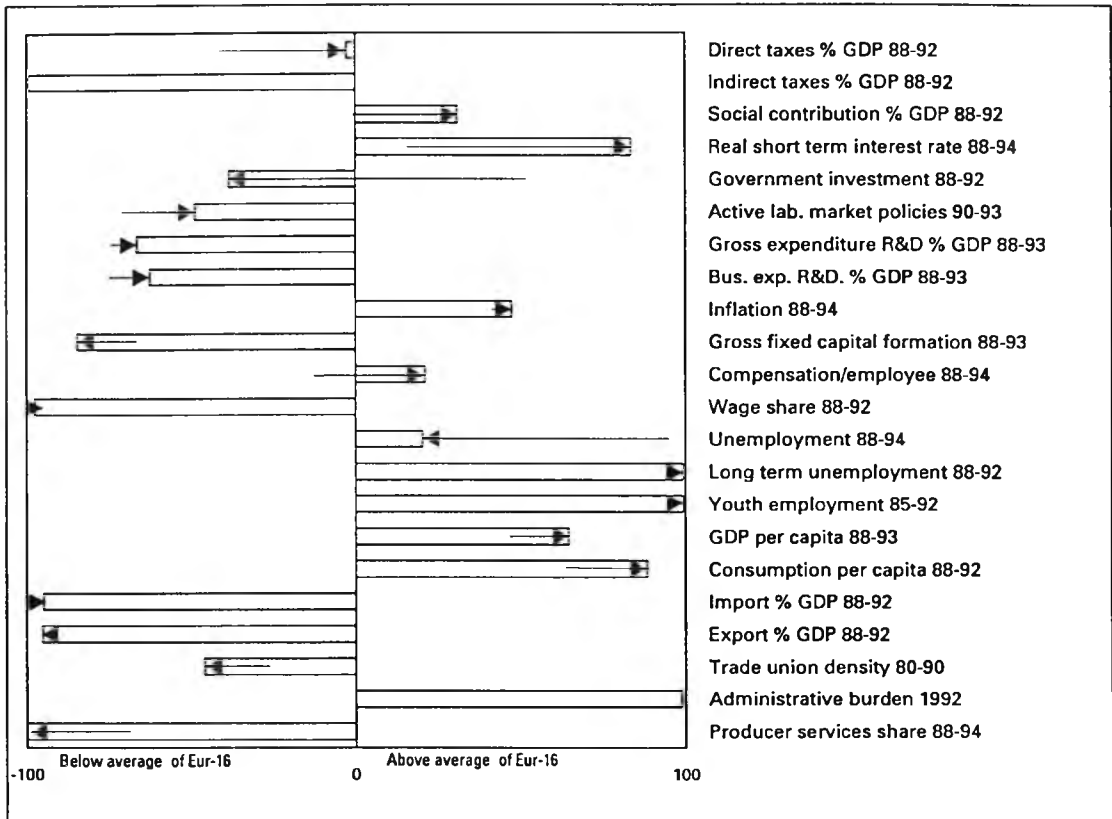 Direct taxes % GDP 88-92
Indirect taxes % GDP 88-92
Social contribution % GDP 88-92
Real short term interest rate 88-94
Government investment 88-92
Active lab. market policies 90-93
Gross expenditure R&D % GDP 88-93
Bus. exp. R&D. % GDP 88-93
Inflation 88-94
Gross fixed capital formation 88-93
Compensation/employee 88-94
Wage share 88-92
Unemployment 88-94
Long term unemployment 88-92
Youth employment 85-92
GDP per capita 88-93
Consumption per capita 88-92
Import % GDP 88-92
Export % GDP 88-92
Trade union density 80-90
Administrative burden 1992
Producer services share 88-94
Below average of Eur-16 Above average of Eur-16
-100 0 100